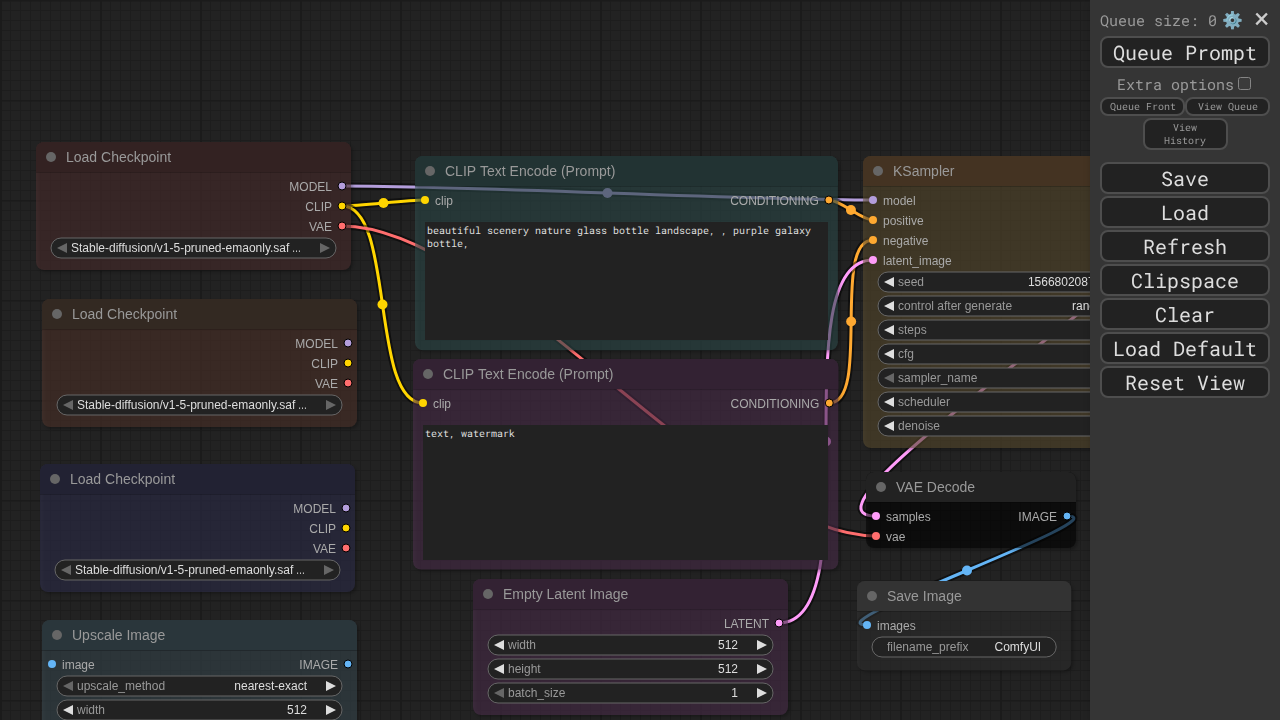 Load Checkpoint
MODEL
CLIP
VAE
Stable-diffusion/v1-5-pruned-emaonly.saf ...
Load Checkpoint
MODEL
CLIP
VAE
Stable-diffusion/v1-5-pruned-emaonly.saf ...
Load Checkpoint
MODEL
CLIP
VAE
Stable-diffusion/v1-5-pruned-emaonly.saf ...
Upscale Image
image IMAGE
upscale_method nearest-exact
width 512
CLIP Text Encode (Prompt)
clip CONDITIONING
beautiful scenery nature glass bottle landscape, , purple galaxy
bottle,
CLIP Text Encode (Prompt)
clip CONDITIONING
text, watermark
Empty Latent Image
LATENT
width 512
height 512
batch_size 1
KSampler
model
positive
negative
latent_image
seed 156680208
control after generate ran
steps
cfg
sampler_name
scheduler
denoise
VAE Decode
samples IMAGE
vae
Save Image
images
filename_prefix ComfyUI
Queue size: 0
Queue Prompt
Extra options
Queue Front View Queue
View
History
Save
Load
Refresh
Clipspace
Clear
Load Default
Reset View